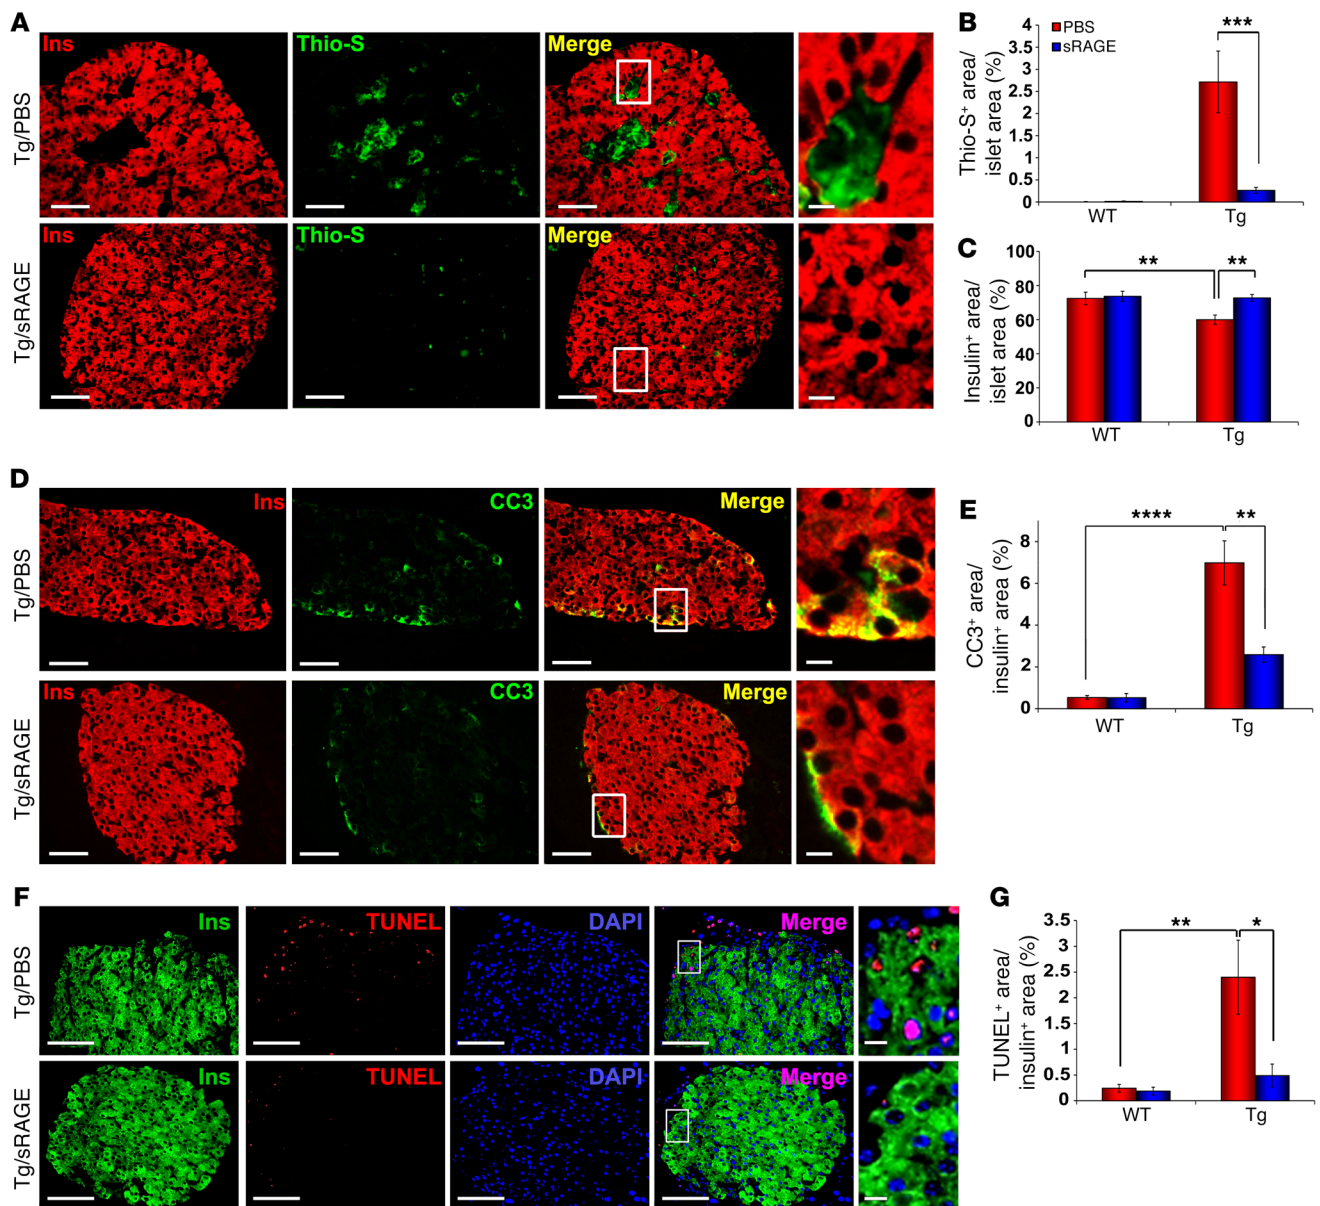 A
Ins
Thio-S
Merge
Tg/PBS
Ins
Thio-S
Merge
Tg/sRAGE
B
Thio-S⁺ area/
islet area (%)
4
3.5
3
2.5
2
1.5
1
0.5
0
PBS
sRAGE
***
WT
Tg
C
Insulin⁺ area/
islet area (%)
100
80
60
40
20
0
**
**
WT
Tg
D
Ins
CC3
Merge
Tg/PBS
Ins
CC3
Merge
Tg/sRAGE
E
CC3⁺ area/
insulin⁺ area (%)
8
6
4
2
0
****
**
WT
Tg
F
Ins
TUNEL
DAPI
Merge
Tg/PBS
Ins
TUNEL
DAPI
Merge
Tg/sRAGE
G
TUNEL⁺ area/
insulin⁺ area (%)
3.5
3
2.5
2
1.5
1
0.5
0
**
*
WT
Tg